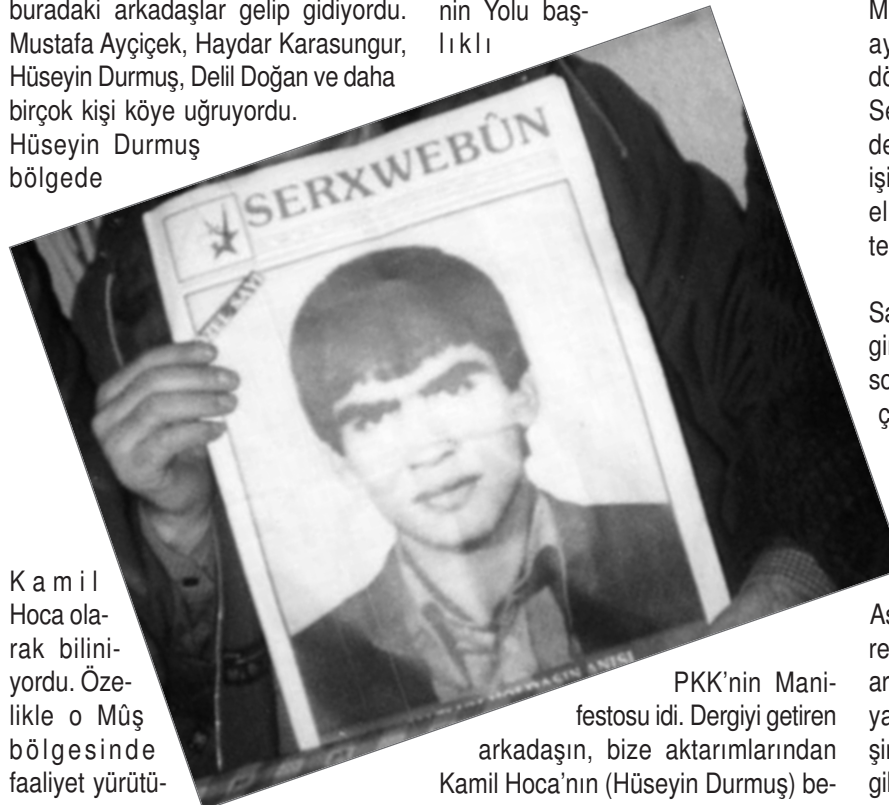 buradaki arkadaşlar gelip gidiyordu.
Mustafa Ayçiçek, Haydar Karasungur,
Hüseyin Durmuş, Delil Doğan ve daha
birçok kişi köye uğruyordu.
Hüseyin Durmuş
bölgede
Kamil
Hoca ola-
rak bilini-
yordu. Öze-
likle o Mûş
bölgesinde
faaliyet yürütü-
nin Yolu baş-
lıklı
SERXWEBÛN
ANISI
PKK’nin Mani-
festosu idi. Dergiyi getiren
arkadaşın, bize aktarımlarından
Kamil Hoca’nın (Hüseyin Durmuş) be-